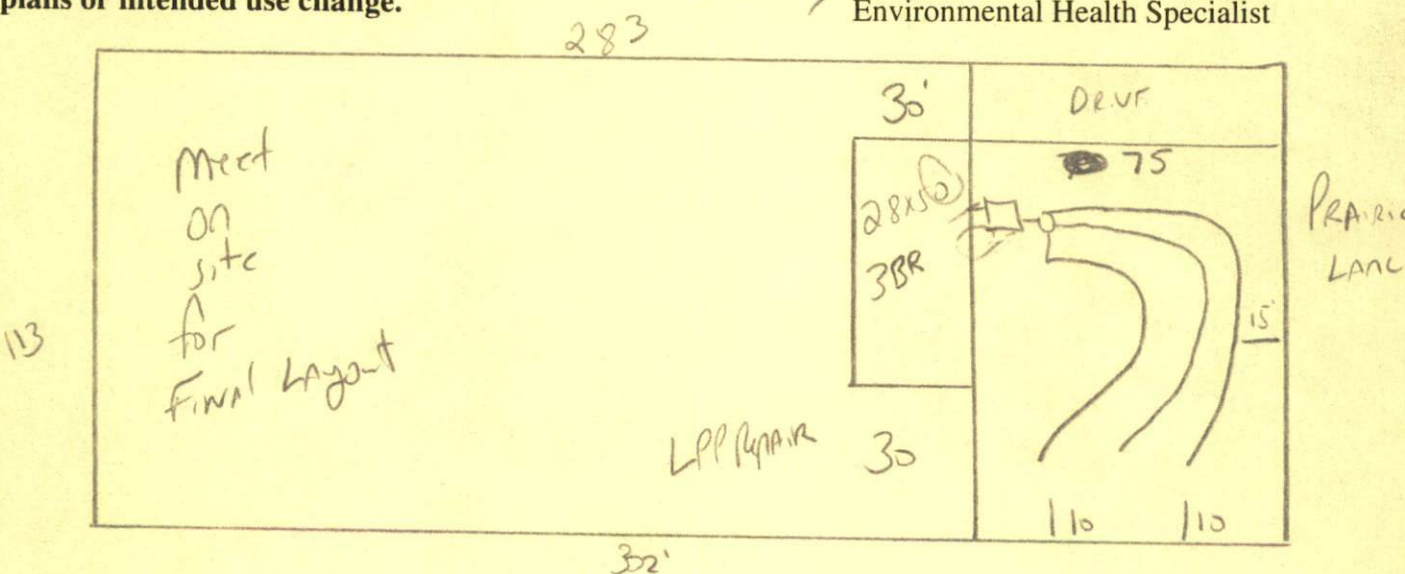 plans or intended use change.
Environmental Health Specialist
283
30'
DRIVE
75
Meet
on
site
for
Final Layout
28x50
3BR
PRAIRIE
LANE
113
15'
LPP REPAIR
30
10
10
302'